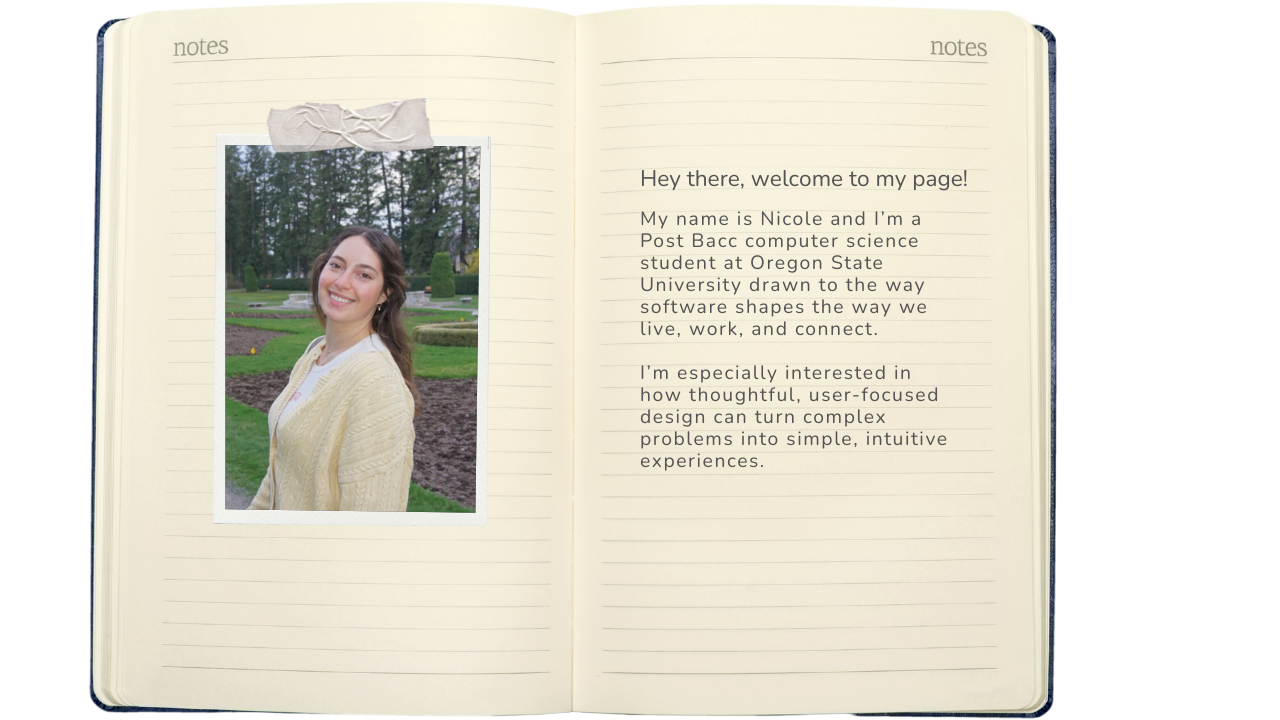 notes
notes
Hey there, welcome to my page!
My name is Nicole and I’m a
Post Bacc computer science
student at Oregon State
University drawn to the way
software shapes the way we
live, work, and connect.
I’m especially interested in
how thoughtful, user-focused
design can turn complex
problems into simple, intuitive
experiences.